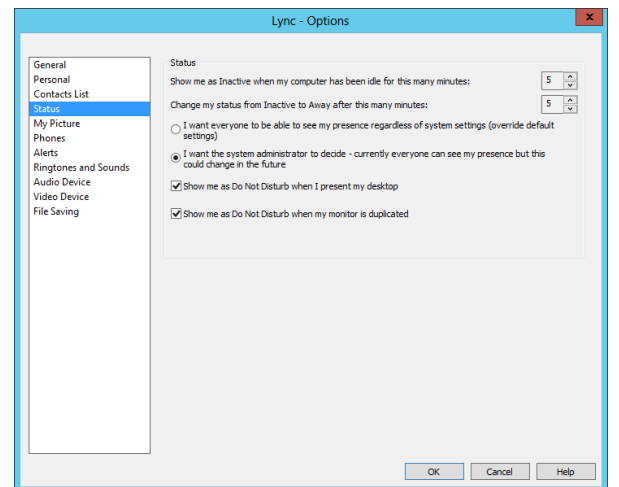 Lync - Options
x
General
Personal
Contacts List
Status
My Picture
Phones
Alerts
Ringtones and Sounds
Audio Device
Video Device
File Saving
Status
Show me as Inactive when my computer has been idle for this many minutes:
5
Change my status from Inactive to Away after this many minutes:
5
I want everyone to be able to see my presence regardless of system settings (override default
settings)
I want the system administrator to decide - currently everyone can see my presence but this
could change in the future
Show me as Do Not Disturb when I present my desktop
Show me as Do Not Disturb when my monitor is duplicated
OK
Cancel
Help